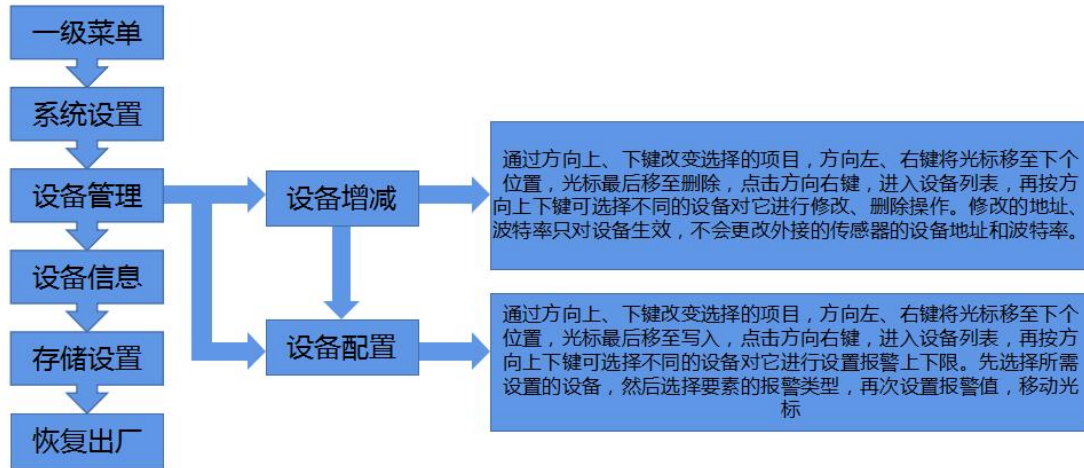 一级菜单
系统设置
设备管理
设备信息
存储设置
恢复出厂
设备增减
设备配置
通过方向上、下键改变选择的项目，方向左、右键将光标移至下个
位置，光标最后移至删除，点击方向右键，进入设备列表，再按方
向上下键可选择不同的设备对它进行修改、删除操作。修改的地址、
波特率只对设备生效，不会更改外接的传感器的设备地址和波特率。
通过方向上、下键改变选择的项目，方向左、右键将光标移至下个
位置，光标最后移至写入，点击方向右键，进入设备列表，再按方
向上下键可选择不同的设备对它进行设置报警上下限。先选择所需
设置的设备，然后选择要素的报警类型，再次设置报警值，移动光
标